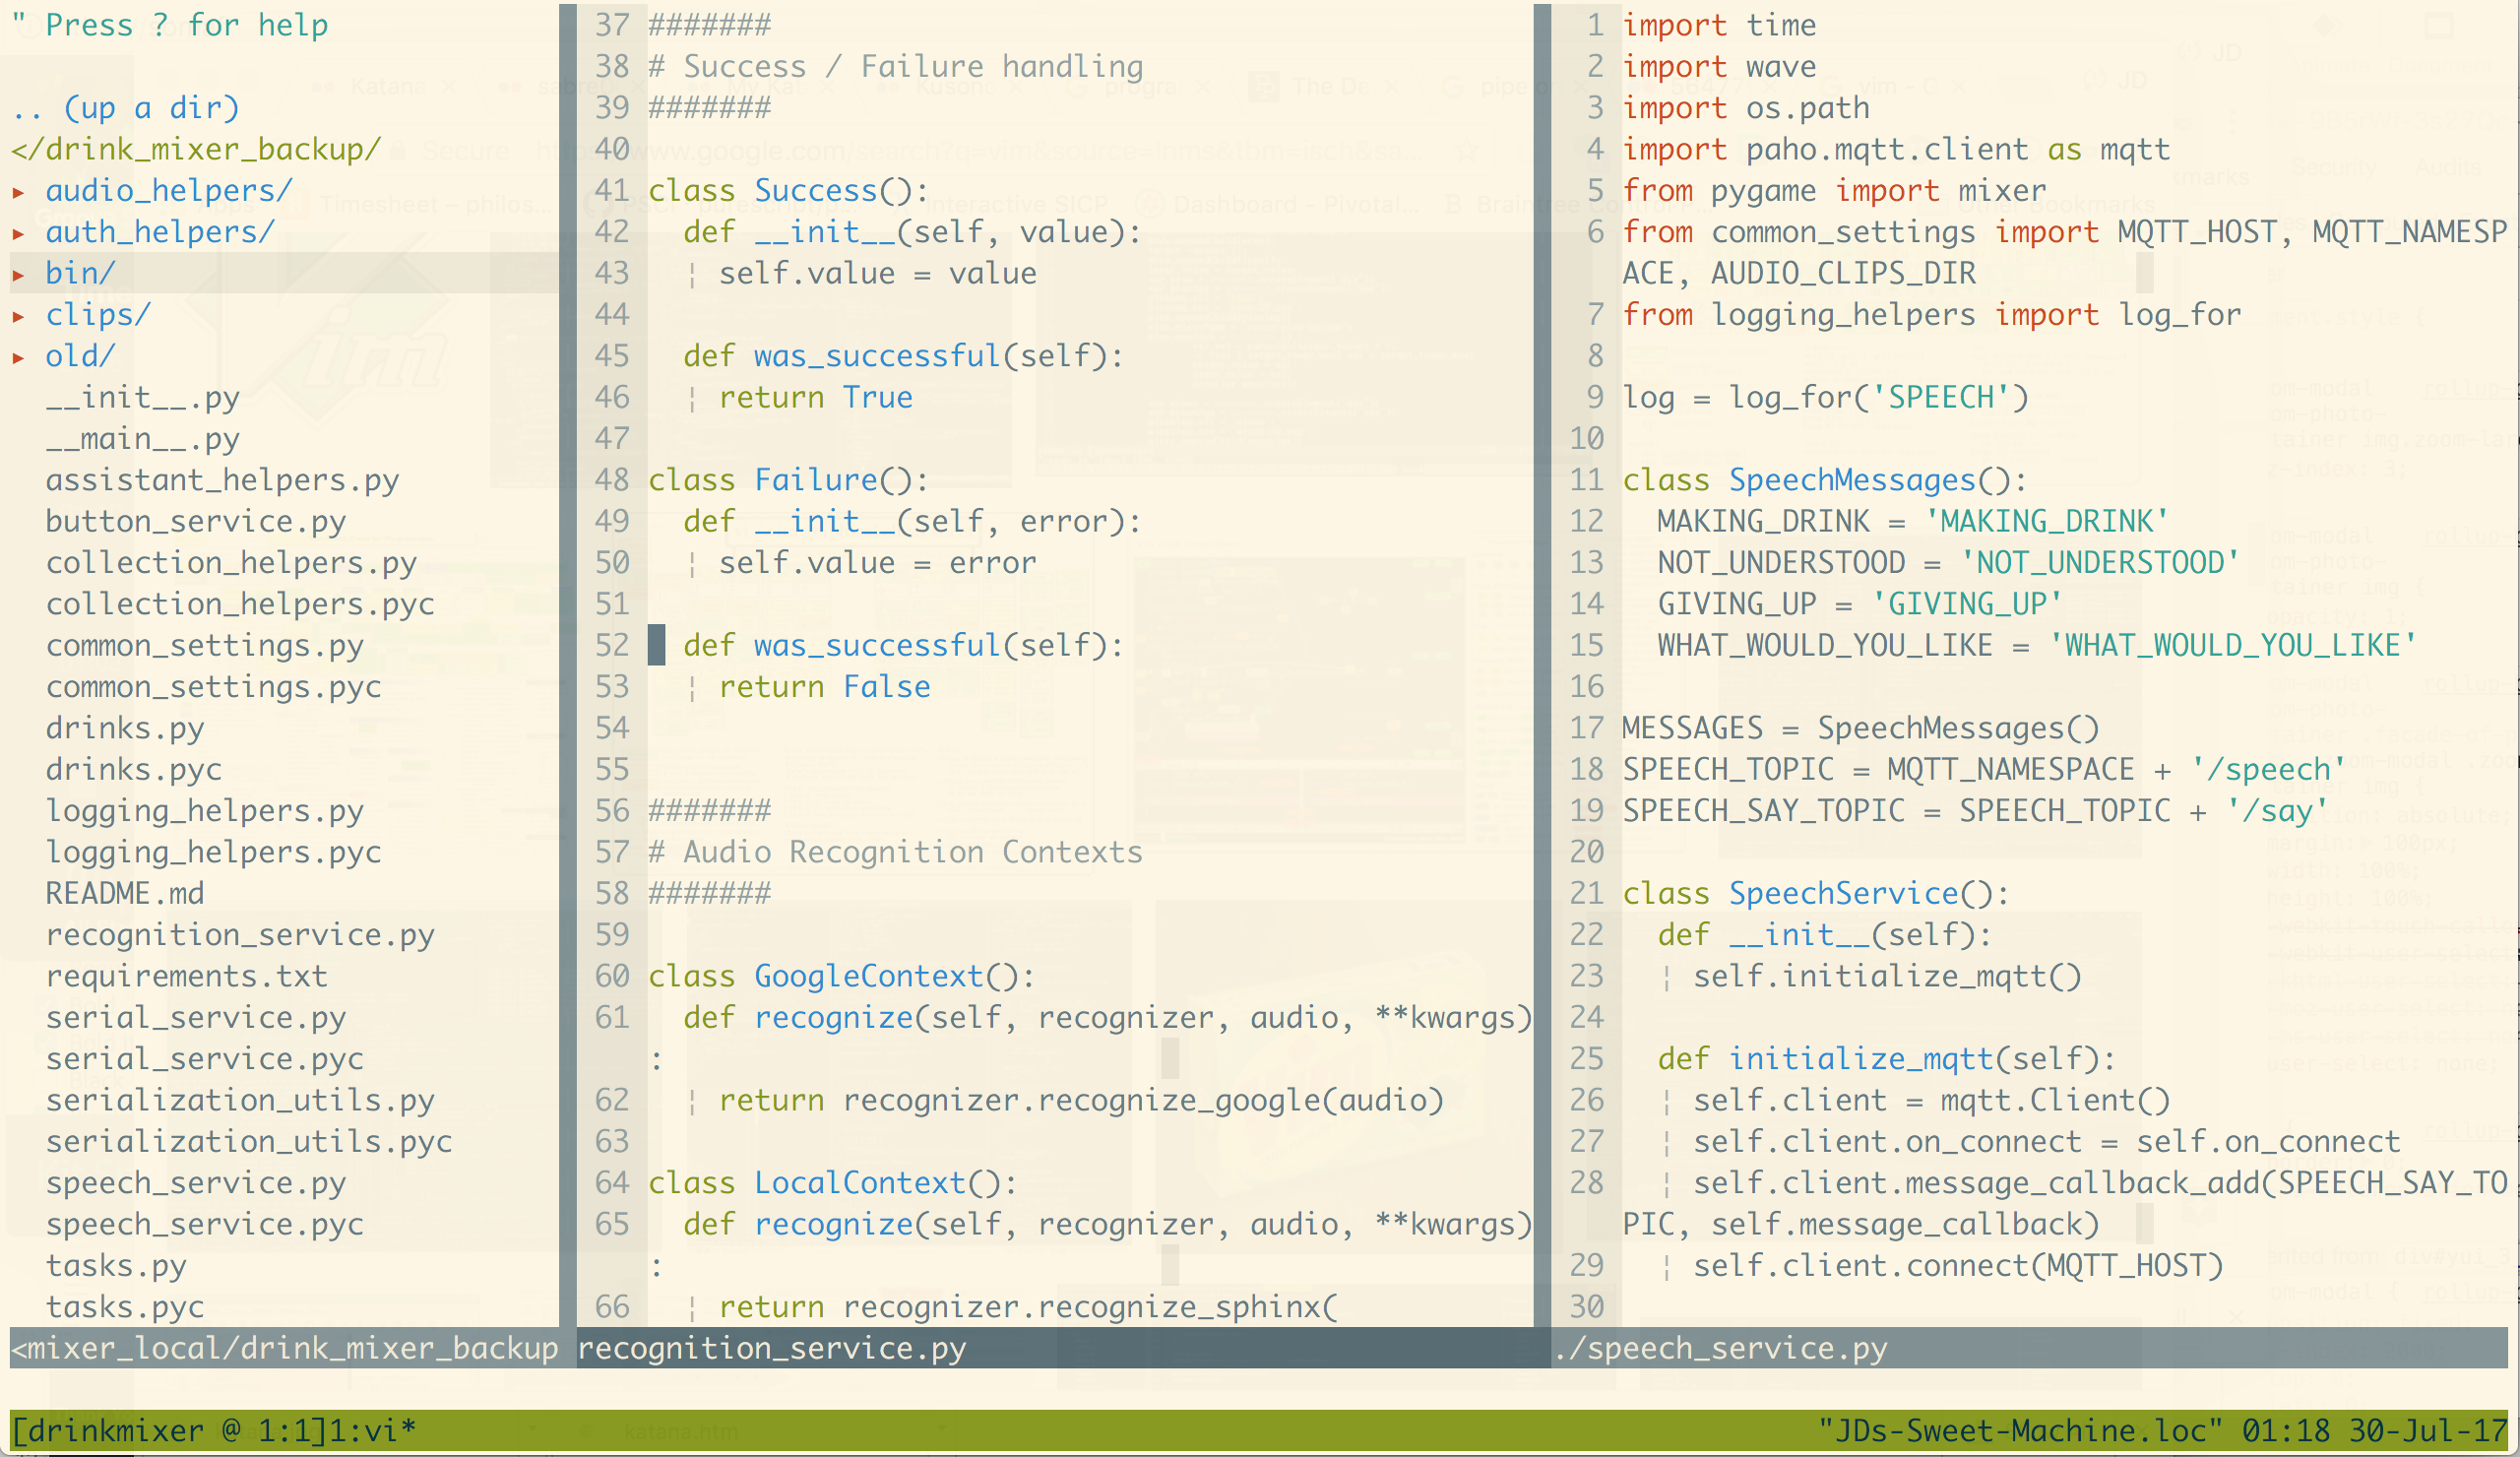 " Press ? for help
.. (up a dir)
</drink_mixer_backup/
▸ audio_helpers/
▸ auth_helpers/
▸ bin/
▸ clips/
▸ old/
__init__.py
__main__.py
assistant_helpers.py
button_service.py
collection_helpers.py
collection_helpers.pyc
common_settings.py
common_settings.pyc
drinks.py
drinks.pyc
logging_helpers.py
logging_helpers.pyc
README.md
recognition_service.py
requirements.txt
serial_service.py
serial_service.pyc
serialization_utils.py
serialization_utils.pyc
speech_service.py
speech_service.pyc
tasks.py
tasks.pyc
<mixer_local/drink_mixer_backup
37 #######
38 # Success / Failure handling
39 #######
40
41 class Success():
42   def __init__(self, value):
43   ¦ self.value = value
44
45   def was_successful(self):
46   ¦ return True
47
48 class Failure():
49   def __init__(self, error):
50   ¦ self.value = error
51
52   def was_successful(self):
53   ¦ return False
54
55
56 #######
57 # Audio Recognition Contexts
58 #######
59
60 class GoogleContext():
61   def recognize(self, recognizer, audio, **kwargs)
:
62   ¦ return recognizer.recognize_google(audio)
63
64 class LocalContext():
65   def recognize(self, recognizer, audio, **kwargs)
:
66   ¦ return recognizer.recognize_sphinx(
recognition_service.py
1 import time
2 import wave
3 import os.path
4 import paho.mqtt.client as mqtt
5 from pygame import mixer
6 from common_settings import MQTT_HOST, MQTT_NAMESP
ACE, AUDIO_CLIPS_DIR
7 from logging_helpers import log_for
8
9 log = log_for('SPEECH')
10
11 class SpeechMessages():
12   MAKING_DRINK = 'MAKING_DRINK'
13   NOT_UNDERSTOOD = 'NOT_UNDERSTOOD'
14   GIVING_UP = 'GIVING_UP'
15   WHAT_WOULD_YOU_LIKE = 'WHAT_WOULD_YOU_LIKE'
16
17 MESSAGES = SpeechMessages()
18 SPEECH_TOPIC = MQTT_NAMESPACE + '/speech'
19 SPEECH_SAY_TOPIC = SPEECH_TOPIC + '/say'
20
21 class SpeechService():
22   def __init__(self):
23   ¦ self.initialize_mqtt()
24
25   def initialize_mqtt(self):
26   ¦ self.client = mqtt.Client()
27   ¦ self.client.on_connect = self.on_connect
28   ¦ self.client.message_callback_add(SPEECH_SAY_TO
PIC, self.message_callback)
29   ¦ self.client.connect(MQTT_HOST)
30
./speech_service.py
[drinkmixer @ 1:1]1:vi*
"JDs-Sweet-Machine.loc" 01:18 30-Jul-17